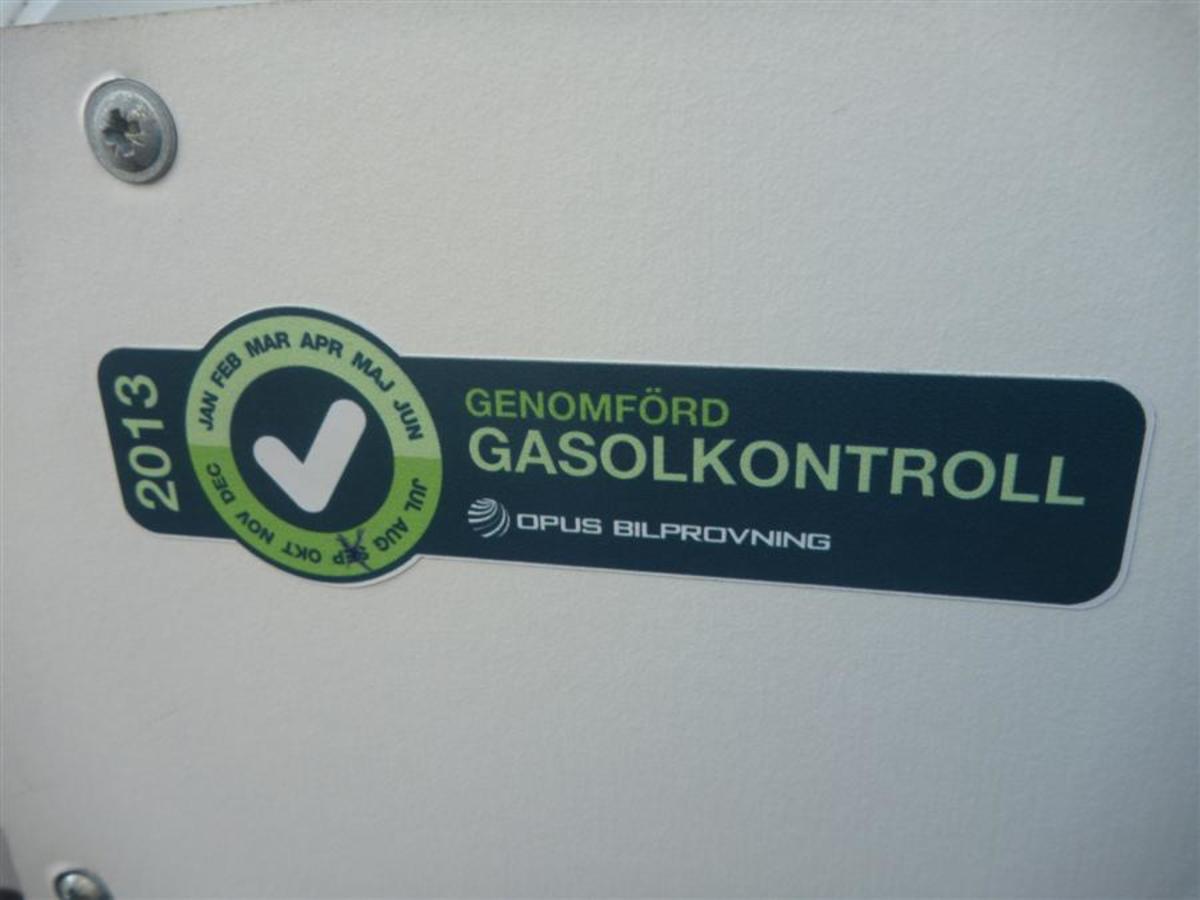 2013
JAN FEB MAR APR MAJ JUN
JUL AUG SEP OKT NOV DEC
GENOMFÖRD
GASOLKONTROLL
OPUS BILPROVNING